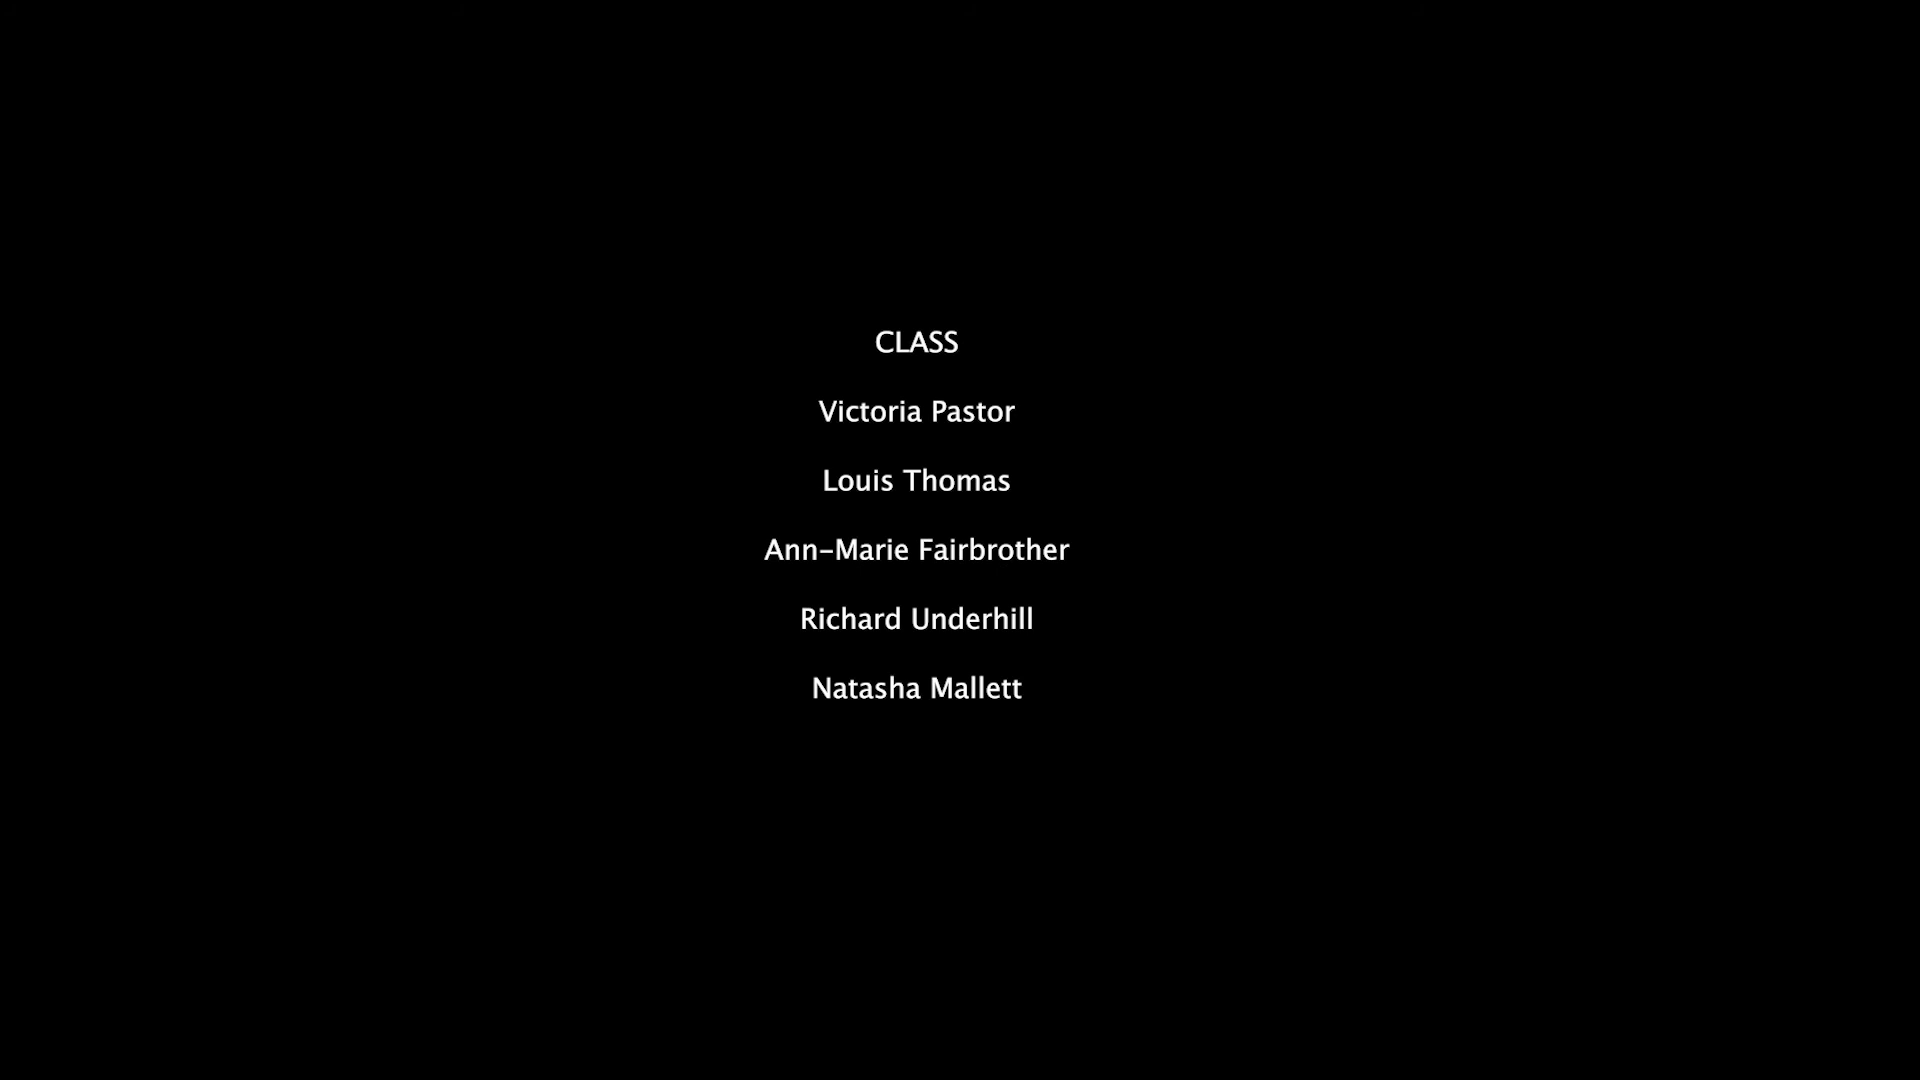 CLASS
Victoria Pastor
Louis Thomas
Ann-Marie Fairbrother
Richard Underhill
Natasha Mallett